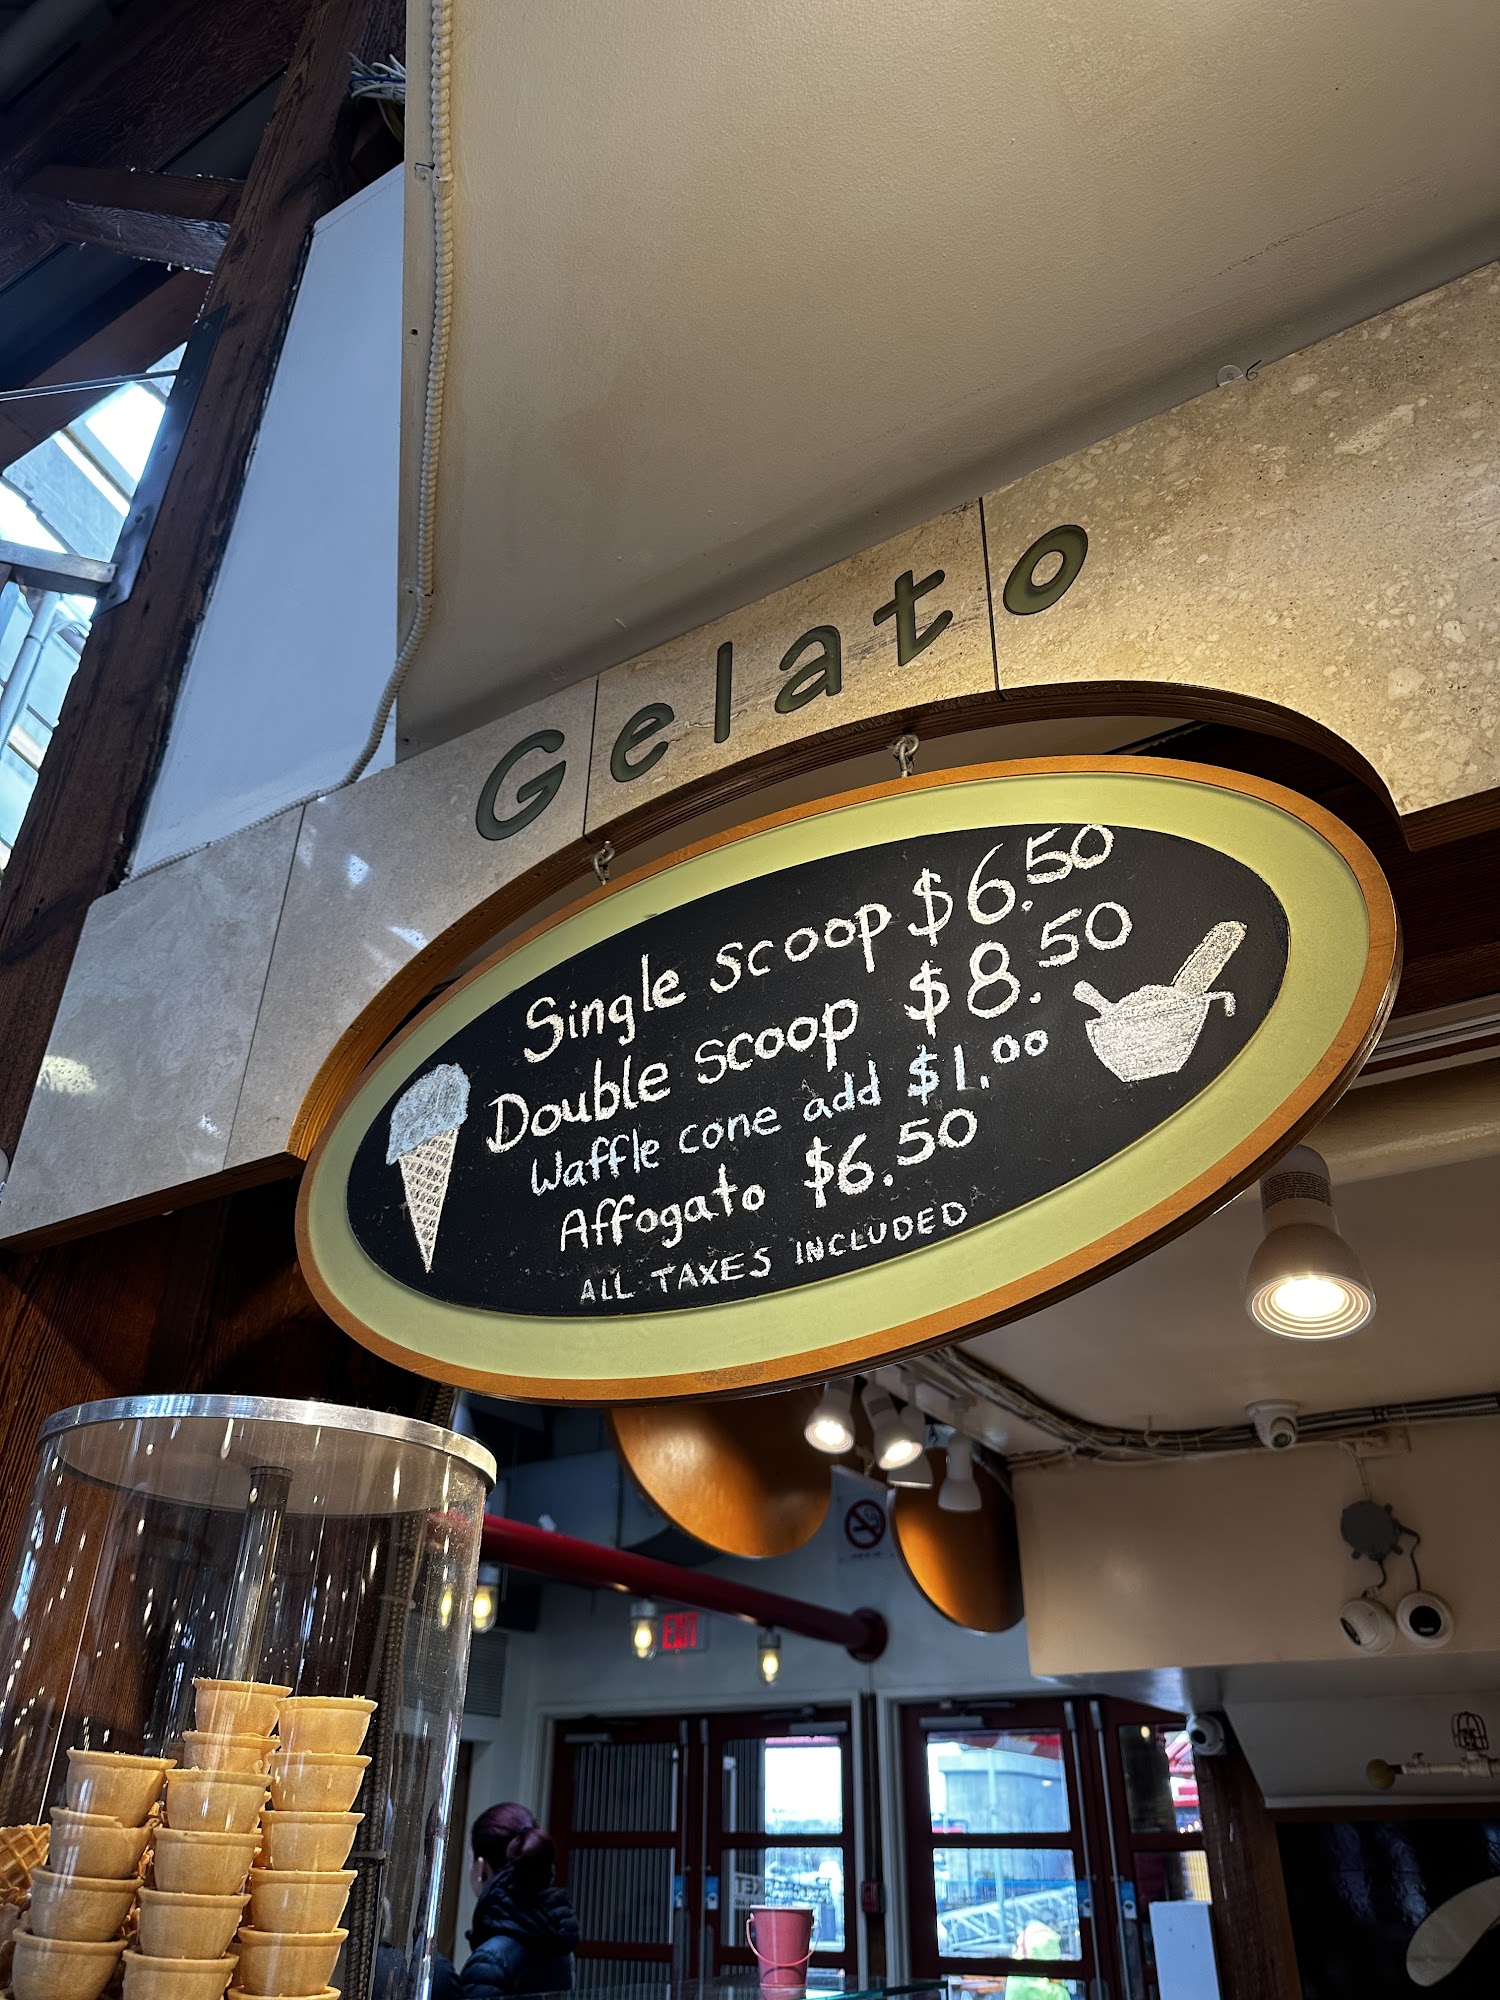 Gelato
Single scoop $6.50
Double scoop $8.50
Waffle cone add $1.00
Affogato $6.50
ALL TAXES INCLUDED
EXIT